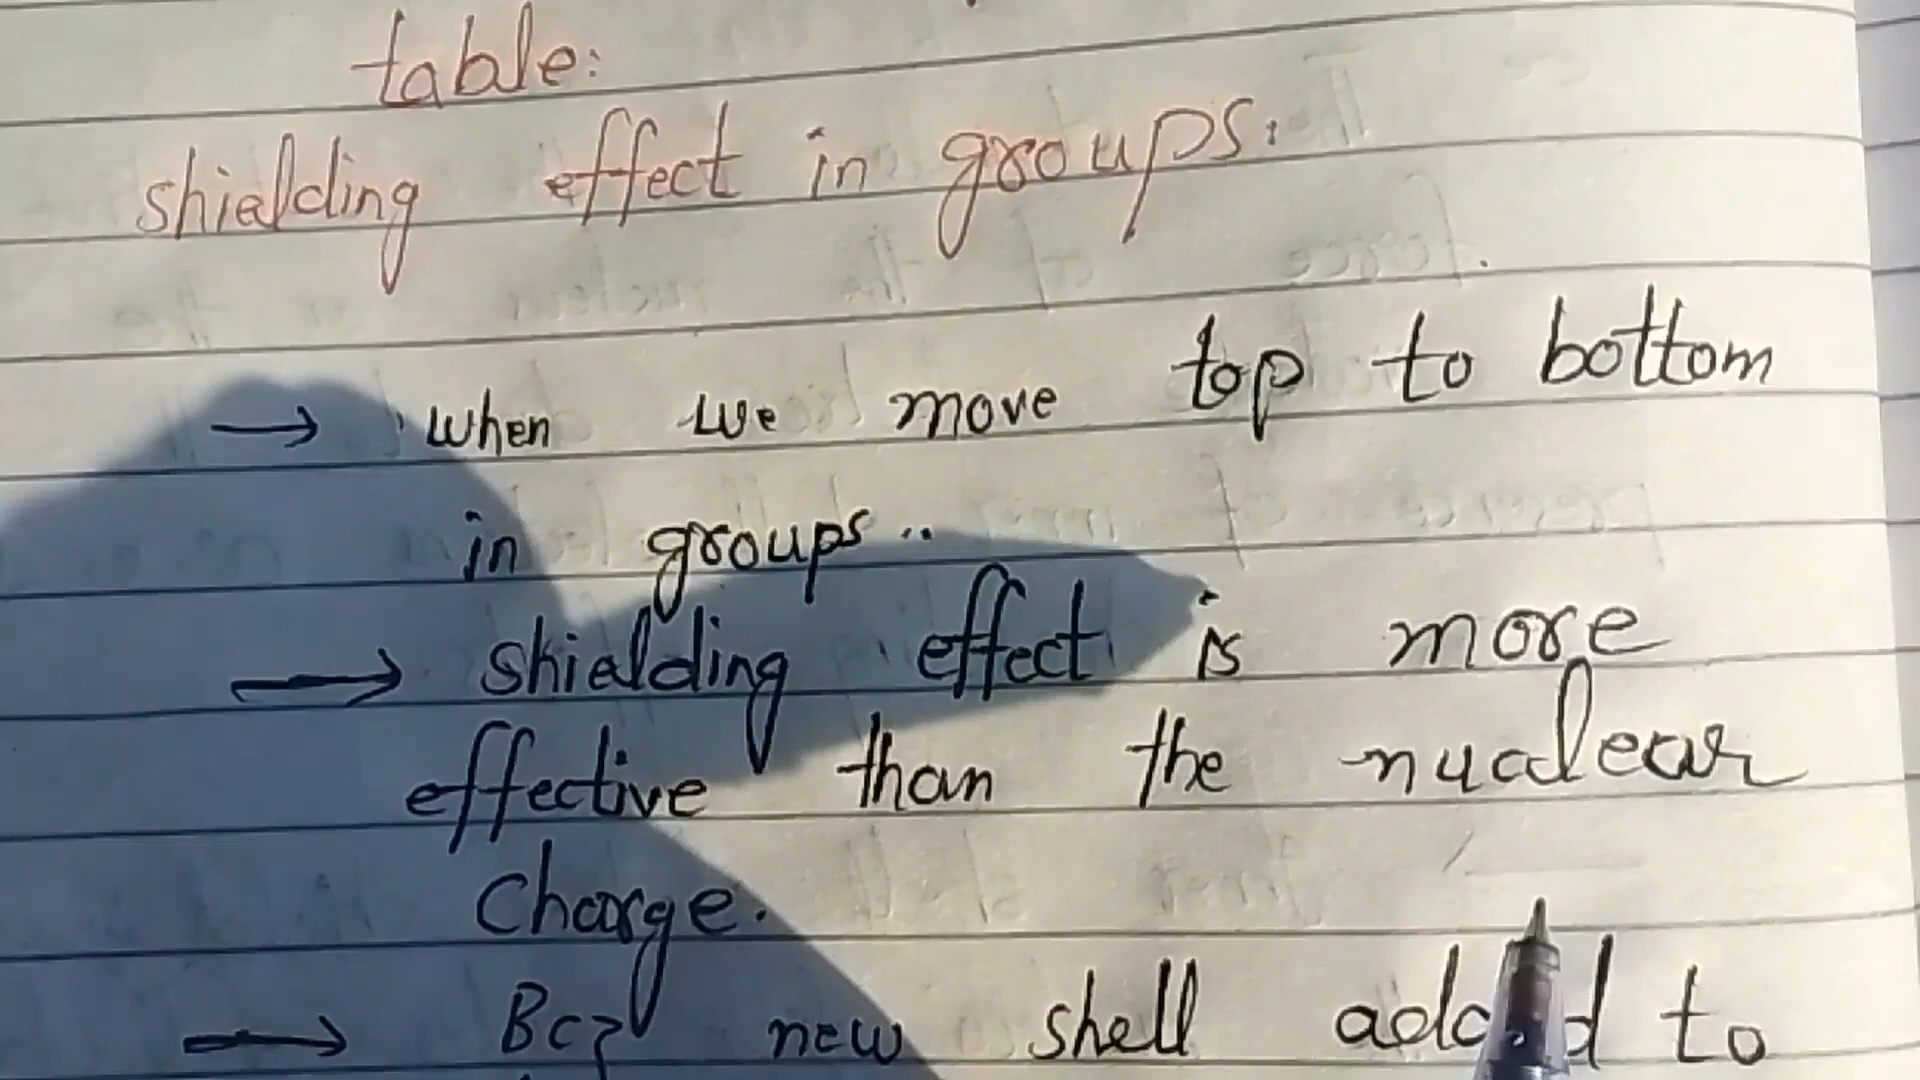 table:
shielding effect in groups.
→ when we move top to bottom
in groups..
→ shielding effect is more
effective than the nuclear
Charge.
→ Bcz new shell added to